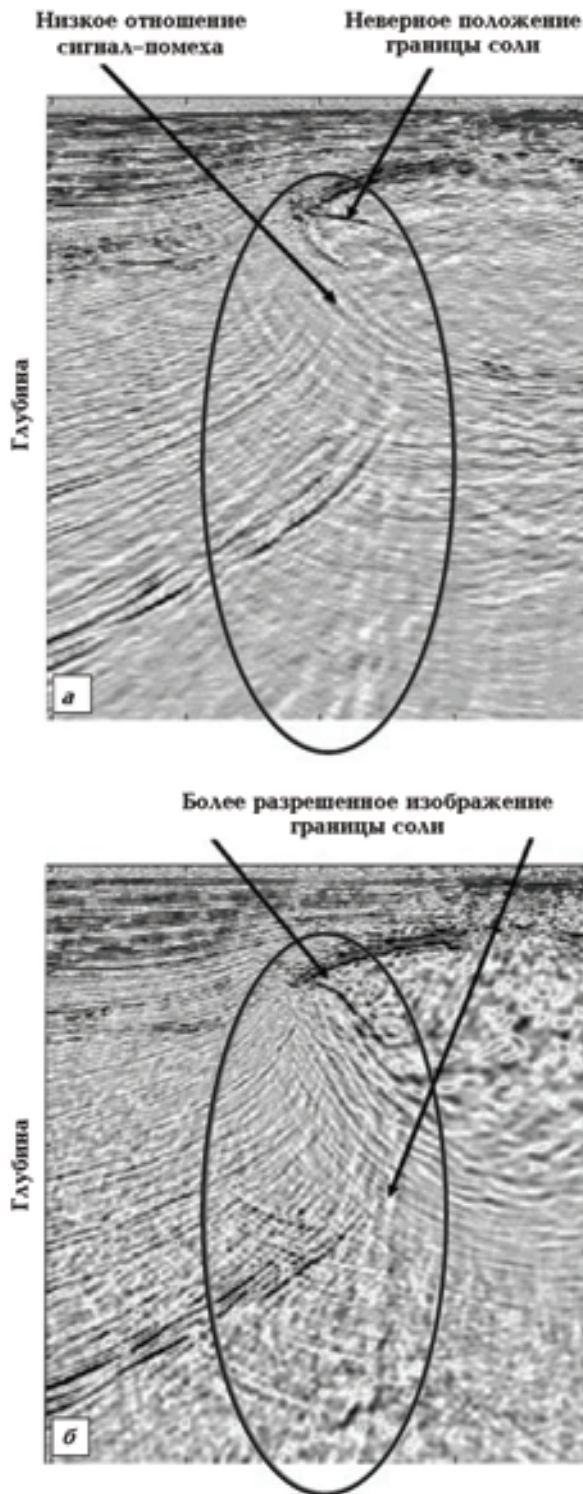 Низкое отношение
сигнал–помеха
Неверное положение
границы соли
Глубина
а
Более разрешенное изображение
границы соли
Глубина
б